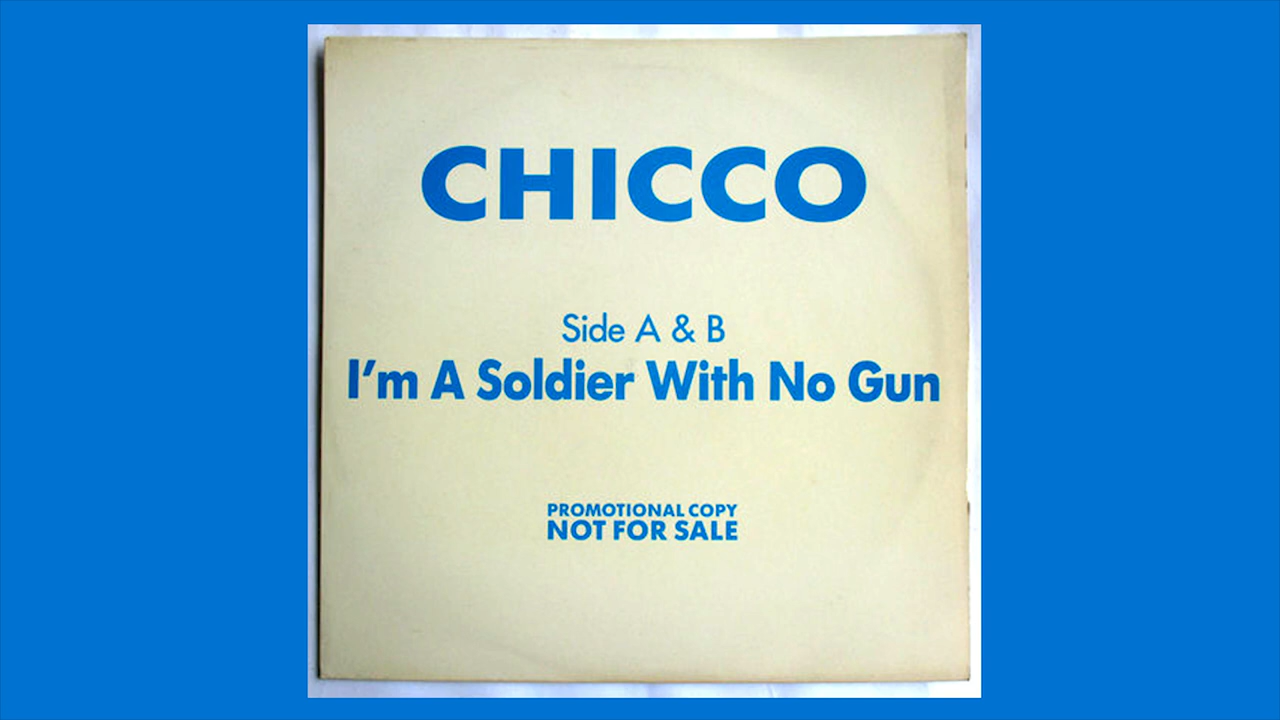 CHICCO
Side A & B
I'm A Soldier With No Gun
PROMOTIONAL COPY
NOT FOR SALE